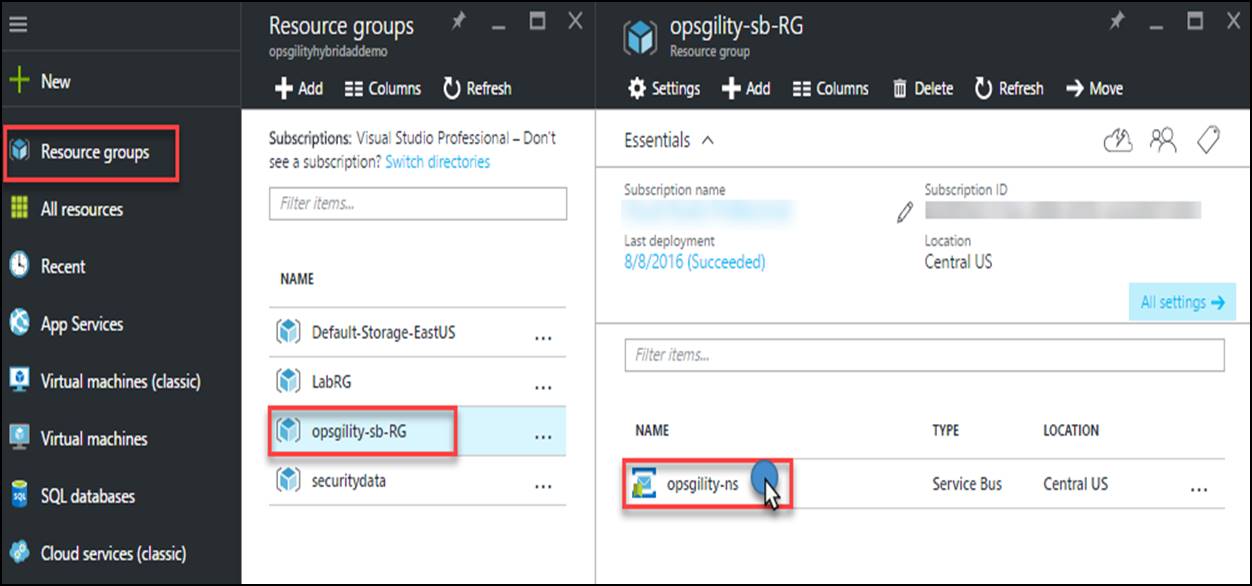 New
Resource groups
All resources
Recent
App Services
Virtual machines (classic)
Virtual machines
SQL databases
SQL
Cloud services (classic)
Resource groups
opsgilityhybridaddemo
Add Columns Refresh
Subscriptions: Visual Studio Professional – Don't
see a subscription? Switch directories
Filter items...
NAME
Default-Storage-EastUS ...
LabRG ...
opsgility-sb-RG ...
securitydata ...
opsgility-sb-RG
Resource group
Settings Add Columns Delete Refresh Move
Essentials
Subscription name Subscription ID
Last deployment Location
8/8/2016 (Succeeded) Central US
All settings
Filter items...
NAME TYPE LOCATION
opsgility-ns Service Bus Central US ...